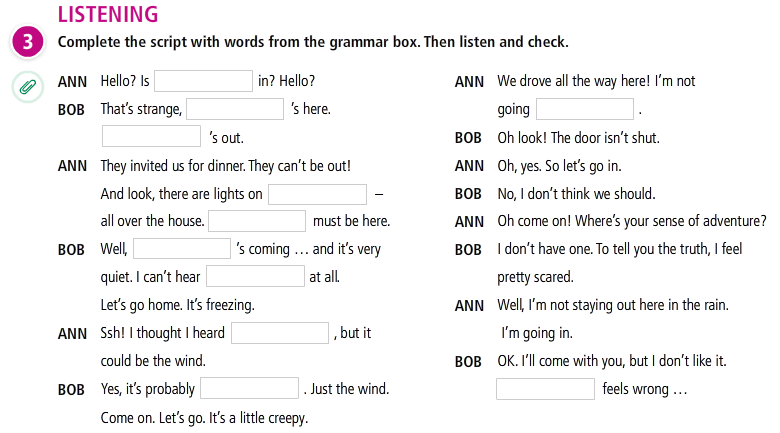 LISTENING
3 Complete the script with words from the grammar box. Then listen and check.
ANN Hello? Is in? Hello?
BOB That's strange, 's here.
's out.
ANN They invited us for dinner. They can't be out!
And look, there are lights on –
all over the house. must be here.
BOB Well, 's coming ... and it's very
quiet. I can't hear at all.
Let's go home. It's freezing.
ANN Ssh! I thought I heard , but it
could be the wind.
BOB Yes, it's probably . Just the wind.
Come on. Let's go. It's a little creepy.
ANN We drove all the way here! I'm not
going .
BOB Oh look! The door isn't shut.
ANN Oh, yes. So let's go in.
BOB No, I don't think we should.
ANN Oh come on! Where's your sense of adventure?
BOB I don't have one. To tell you the truth, I feel
pretty scared.
ANN Well, I'm not staying out here in the rain.
I'm going in.
BOB OK. I'll come with you, but I don't like it.
feels wrong ...